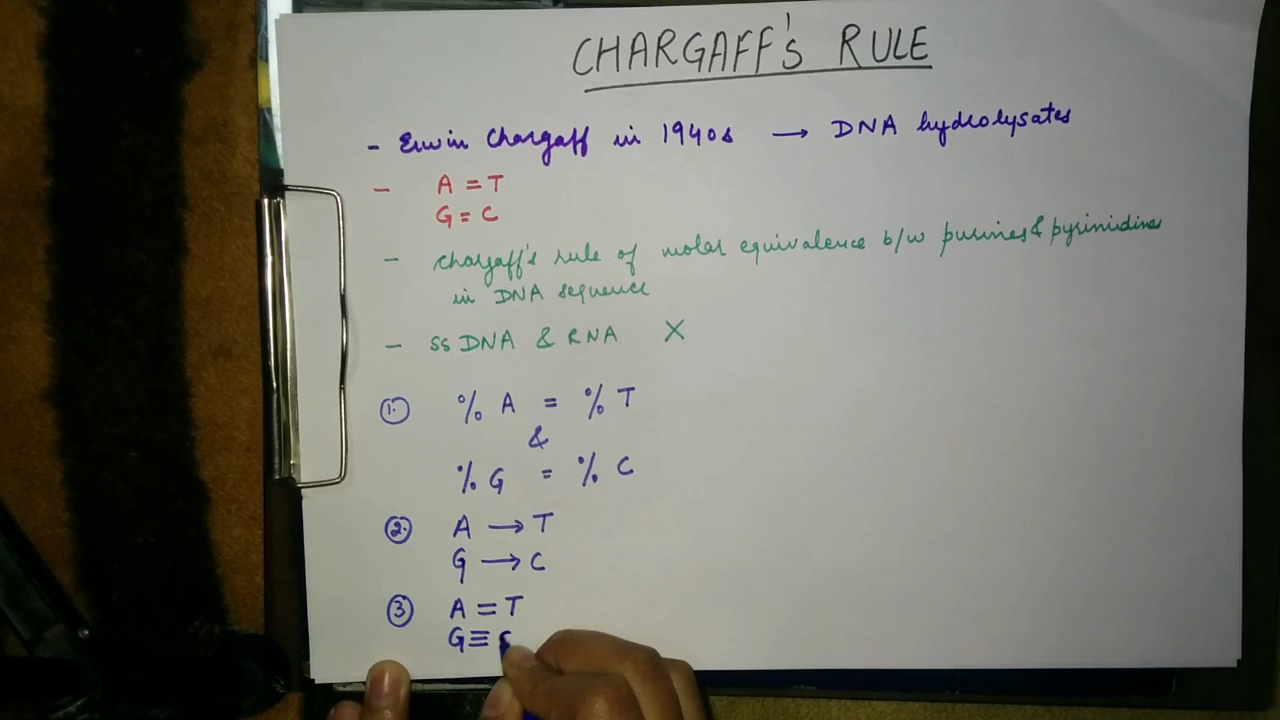 CHARGAFF's RULE
- Erwin Chargaff in 1940s → DNA hydrolysates
- A = T
G = C
- Chargaff's rule of molar equivalence b/w purines & pyrimidines
in DNA sequence
- ss DNA & RNA X
1. % A = % T
&
% G = % C
2. A → T
G → C
3. A = T
G ≡